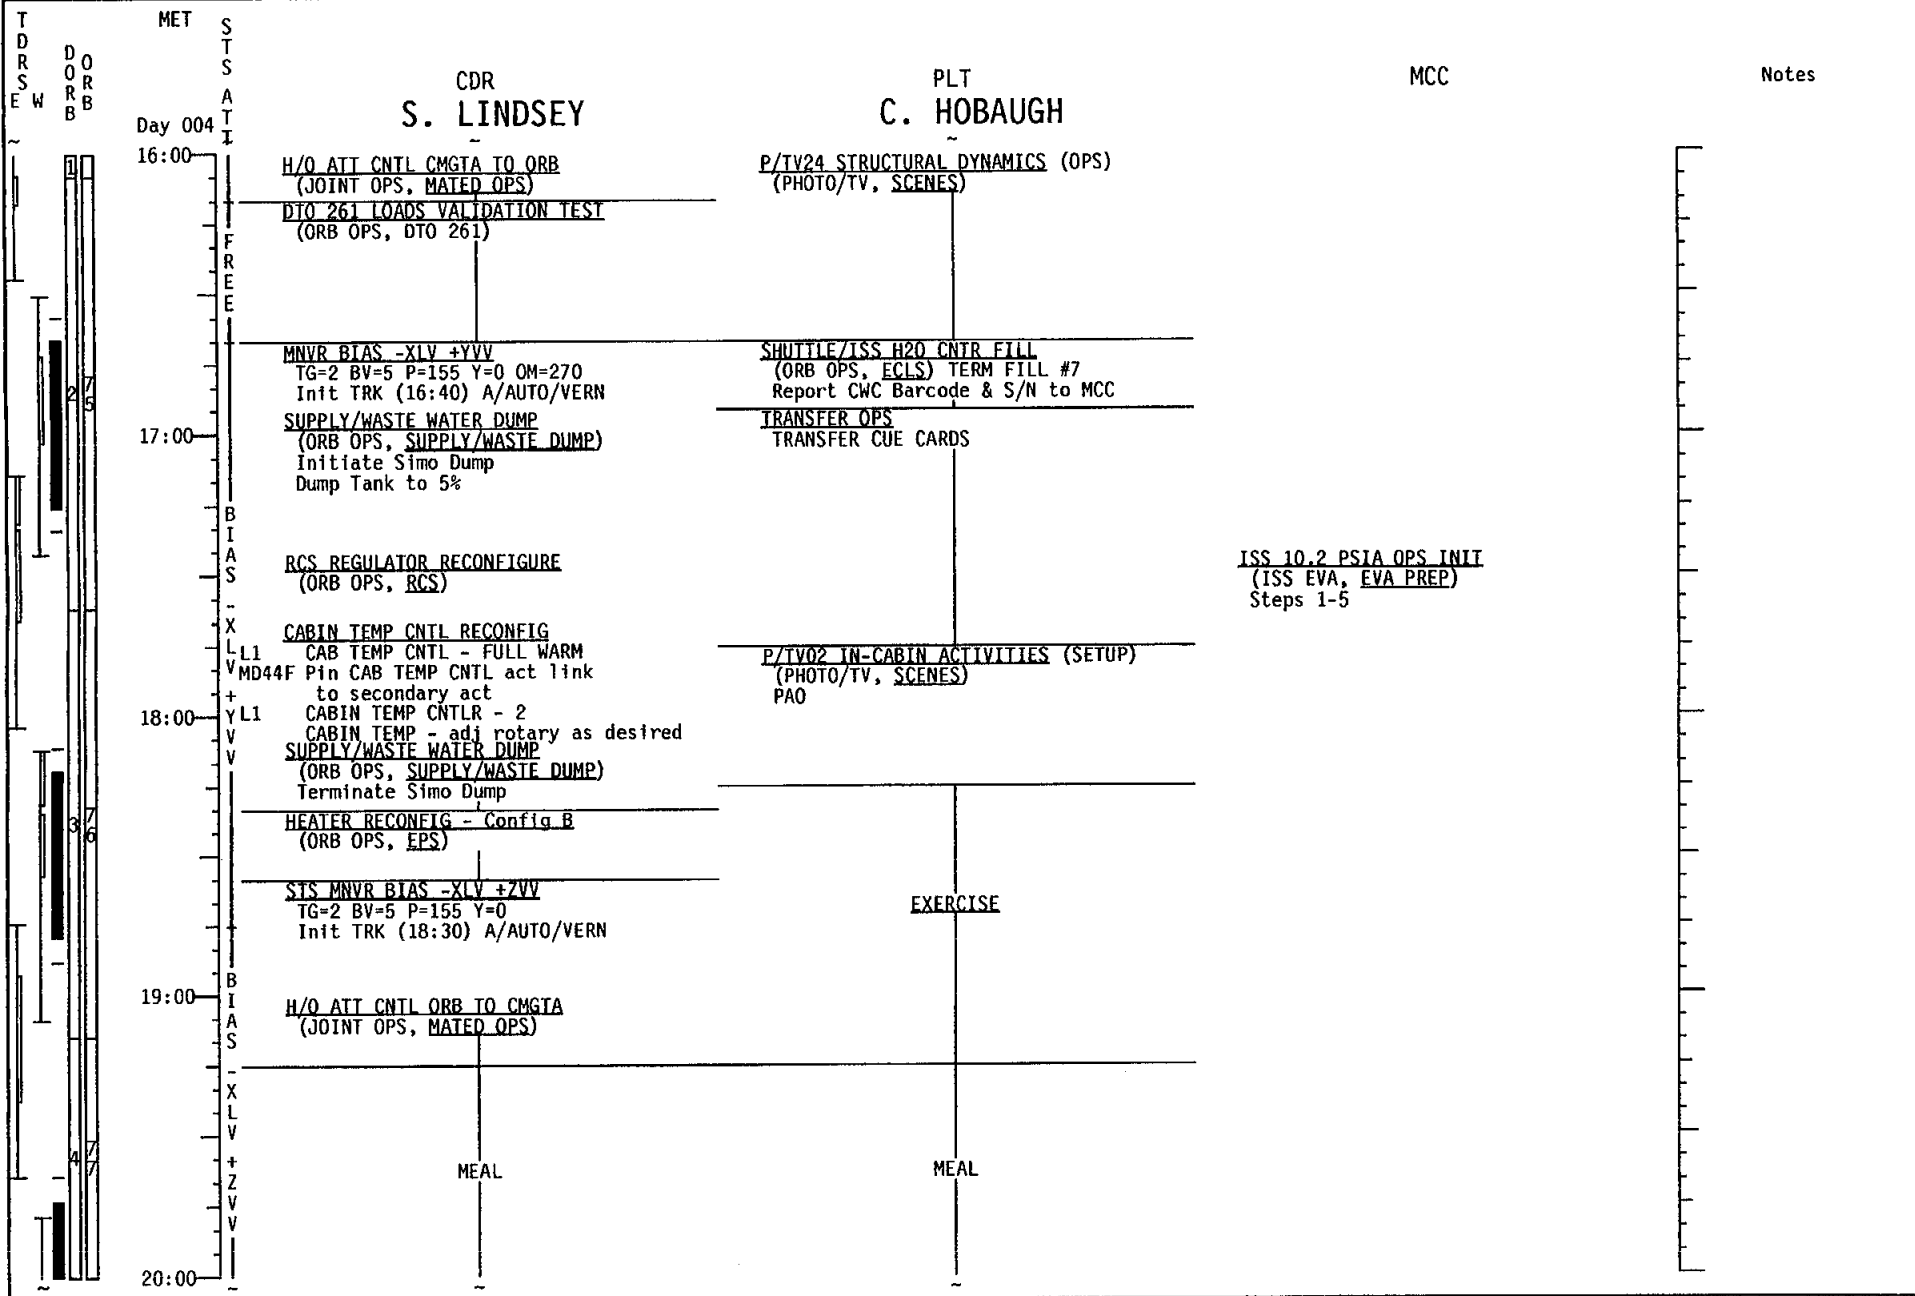 TDRS
E W
DORB
ORB
MET
STS ATT
CDR
S. LINDSEY
PLT
C. HOBAUGH
MCC
Notes
Day 004
~
16:00
17:00
18:00
19:00
20:00
1
2
3
4
75
76
77
FREE
BIAS -XLV +YVV
BIAS -XLV +ZVV
H/O ATT CNTL CMGTA TO ORB
(JOINT OPS, MATED OPS)
DTO 261 LOADS VALIDATION TEST
(ORB OPS, DTO 261)
MNVR BIAS -XLV +YVV
TG=2 BV=5 P=155 Y=0 OM=270
Init TRK (16:40) A/AUTO/VERN
SUPPLY/WASTE WATER DUMP
(ORB OPS, SUPPLY/WASTE DUMP)
Initiate Simo Dump
Dump Tank to 5%
RCS REGULATOR RECONFIGURE
(ORB OPS, RCS)
CABIN TEMP CNTL RECONFIG
L1 CAB TEMP CNTL - FULL WARM
MD44F Pin CAB TEMP CNTL act link
to secondary act
L1 CABIN TEMP CNTLR - 2
CABIN TEMP - adj rotary as desired
SUPPLY/WASTE WATER DUMP
(ORB OPS, SUPPLY/WASTE DUMP)
Terminate Simo Dump
HEATER RECONFIG - Config B
(ORB OPS, EPS)
STS MNVR BIAS -XLV +ZVV
TG=2 BV=5 P=155 Y=0
Init TRK (18:30) A/AUTO/VERN
H/O ATT CNTL ORB TO CMGTA
(JOINT OPS, MATED OPS)
MEAL
P/TV24 STRUCTURAL DYNAMICS (OPS)
(PHOTO/TV, SCENES)
SHUTTLE/ISS H2O CNTR FILL
(ORB OPS, ECLS) TERM FILL #7
Report CWC Barcode & S/N to MCC
TRANSFER OPS
TRANSFER CUE CARDS
P/TV02 IN-CABIN ACTIVITIES (SETUP)
(PHOTO/TV, SCENES)
PAO
EXERCISE
MEAL
ISS 10.2 PSIA OPS INIT
(ISS EVA, EVA PREP)
Steps 1-5